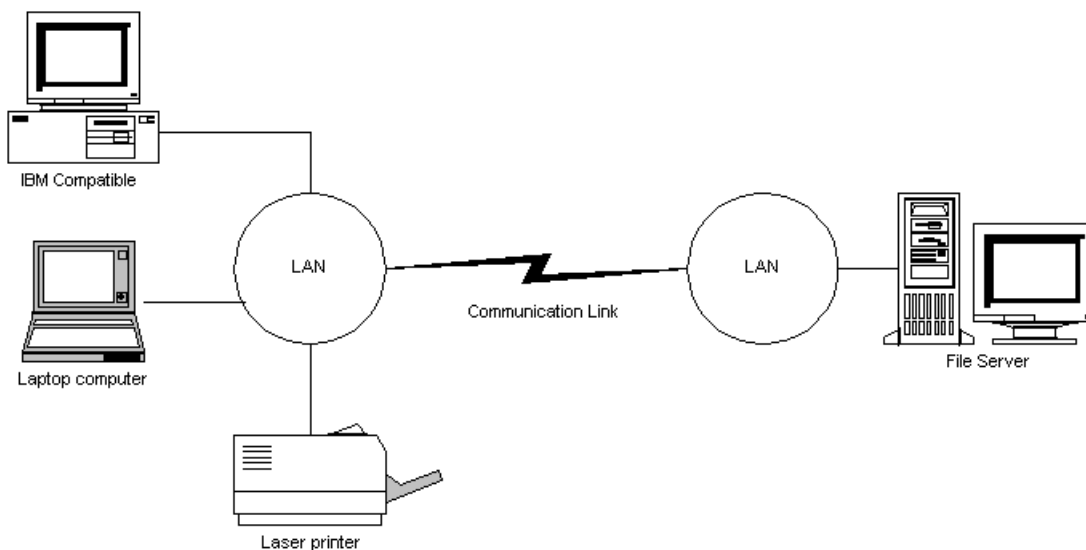 IBM Compatible
LAN
LAN
Communication Link
File Server
Laptop computer
Laser printer